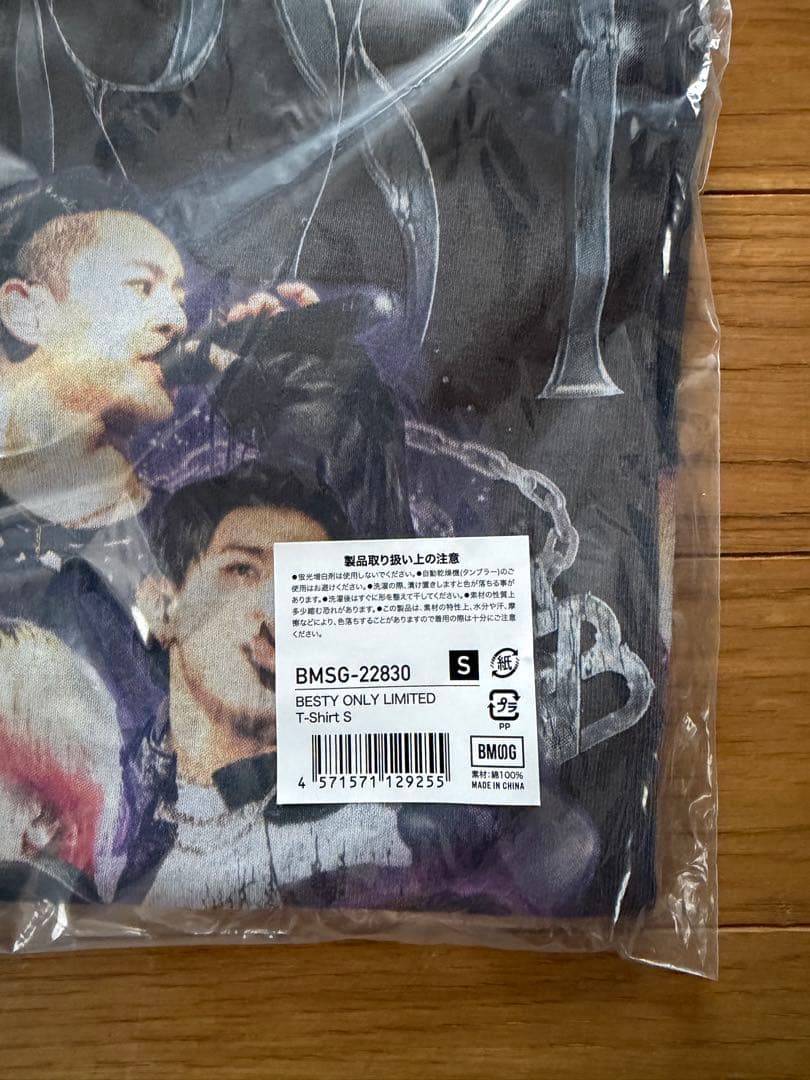 製品取り扱い上の注意
●蛍光増白剤は使用しないでください。●自動乾燥機(タンブラー)のご
使用はお避けください。●洗濯の際、漬け置きしますと色が落ちる事が
あります。●洗濯後はすぐに形を整えて干してください。●素材の性質上
多少縮む恐れがあります。●この製品は、素材の特性上、水分や汗、摩
擦などにより、色落ちすることがありますので着用の際は十分にご注意
ください。
BMSG-22830 S 紙
BESTY ONLY LIMITED
T-Shirt S
プラ
PP
4 571571 129255
BMSG
素材:綿100%
MADE IN CHINA
B